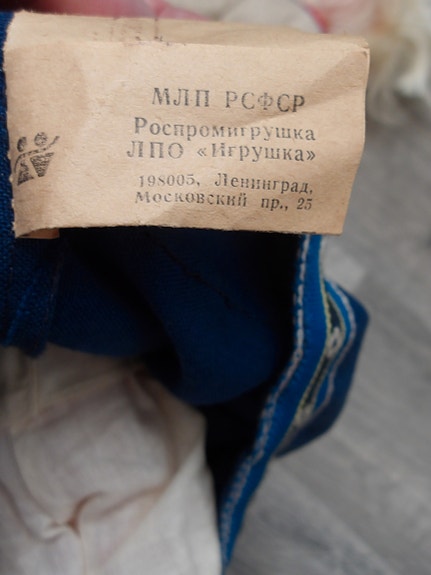 МЛП РСФСР
Роспромигрушка
ЛПО «Игрушка»
198005, Ленинград,
Московский пр., 25